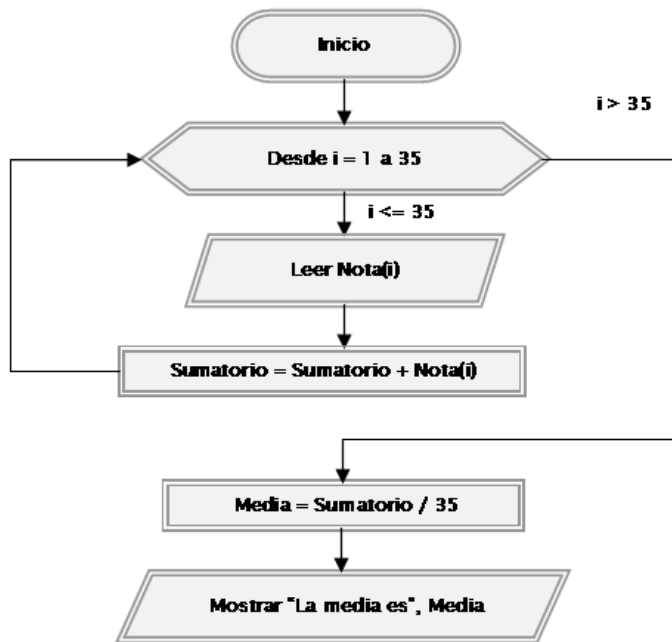 Inicio
i > 35
Desde i = 1 a 35
i <= 35
Leer Nota(i)
Sumatorio = Sumatorio + Nota(i)
Media = Sumatorio / 35
Mostrar "La media es", Media